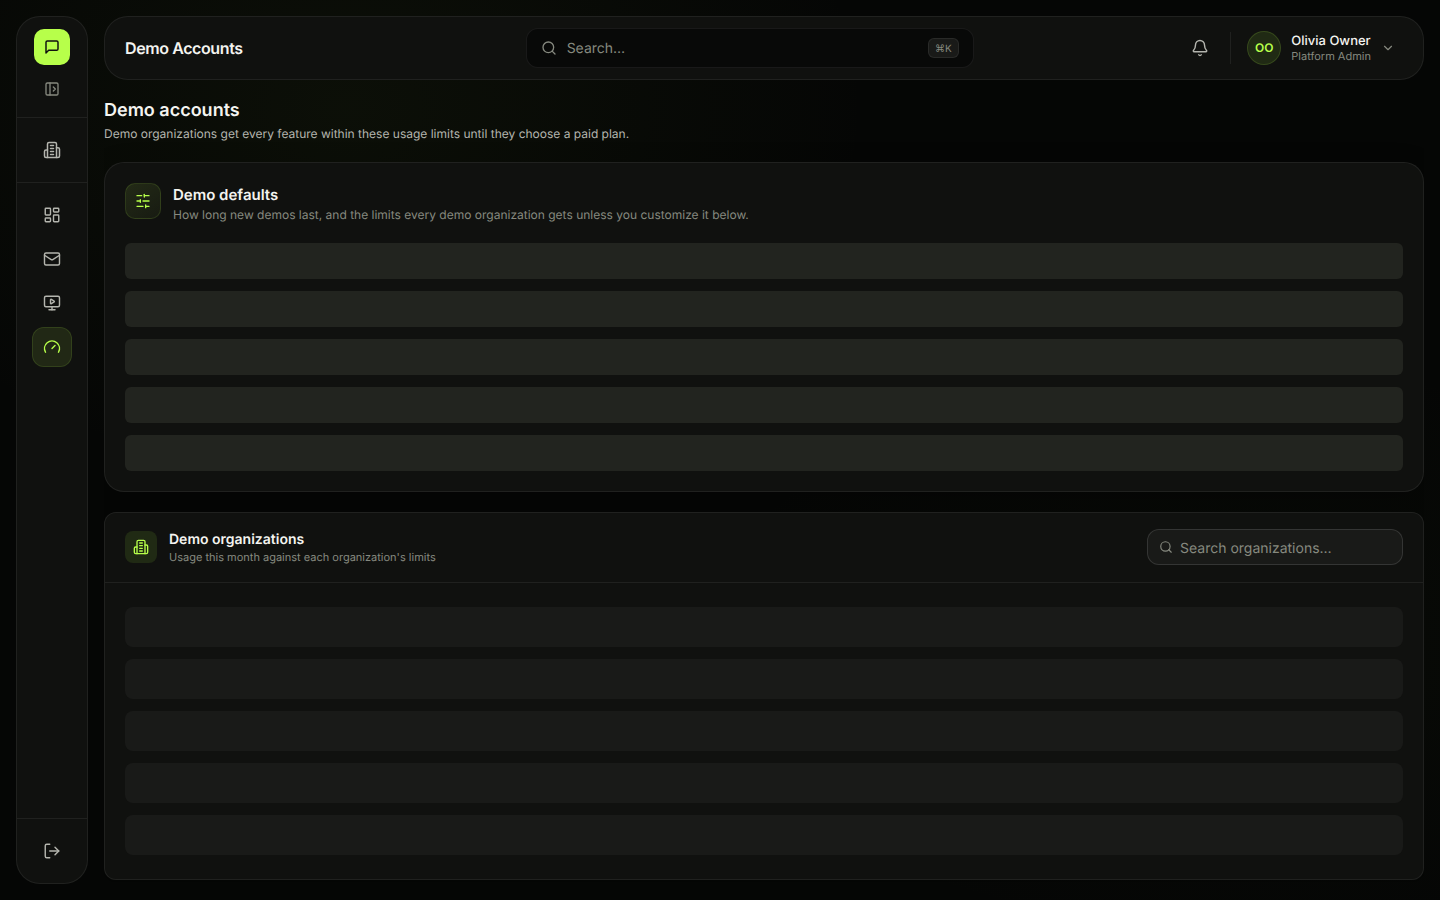 Demo Accounts
Search...
⌘K
OO
Olivia Owner
Platform Admin
Demo accounts
Demo organizations get every feature within these usage limits until they choose a paid plan.
Demo defaults
How long new demos last, and the limits every demo organization gets unless you customize it below.
Demo organizations
Usage this month against each organization's limits
Search organizations...